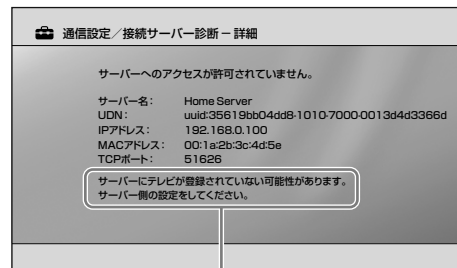 通信設定／接続サーバー診断－詳細
サーバーへのアクセスが許可されていません。
サーバー名： Home Server
UDN： uuid:35619bb04dd8-1010-7000-0013d4d3366d
IPアドレス： 192.168.0.100
MACアドレス： 00:1a:2b:3c:4d:5e
TCPポート： 51626
サーバーにテレビが登録されていない可能性があります。
サーバー側の設定をしてください。